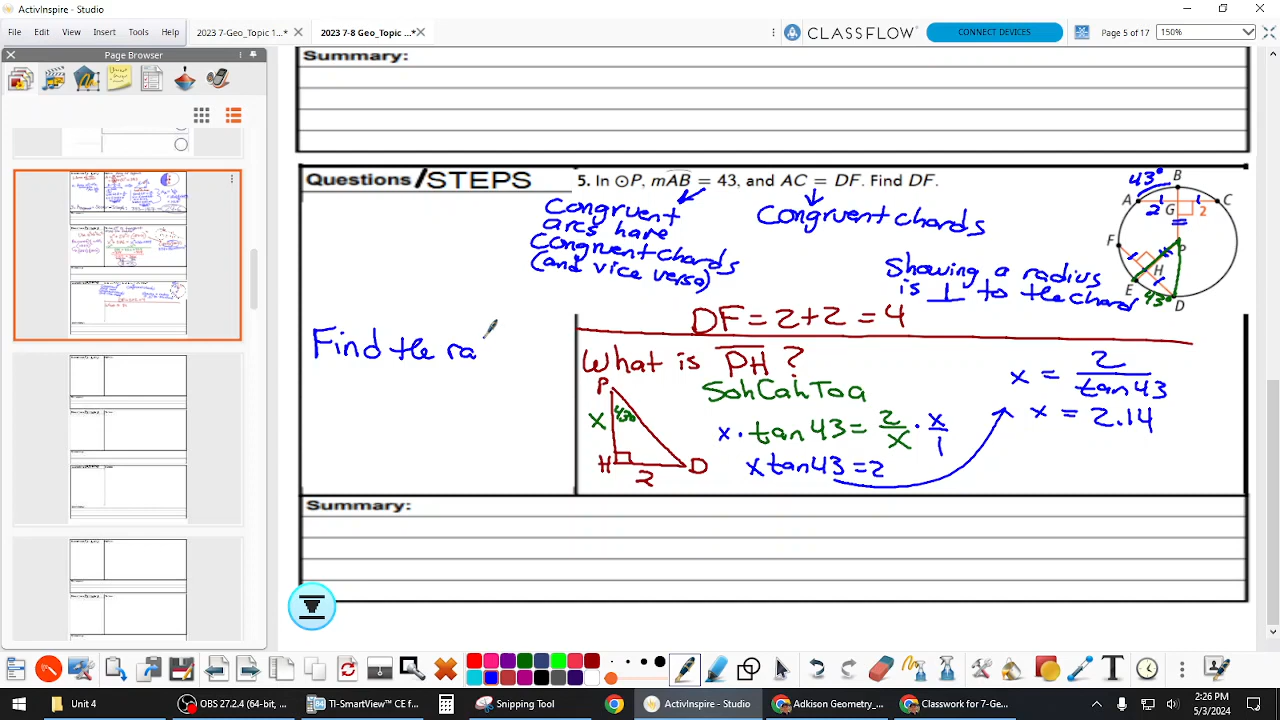 ActivInspire - Studio
2023 7-Geo_Topic 1...*
2023 7-8 Geo_Topic ...*
File Edit View Insert Tools Help
CLASSFLOW
CONNECT DEVICES
Page 5 of 17
150%
Page Browser
Summary:
Questions/STEPS
5. In ⊙P, mAB = 43, and AC = DF. Find DF.
Congruent
arcs have
Congruent chords
(and vice versa)
Congruent chords
Showing a radius
is ⊥ to the chord
43°
B
A
2
G
2
C
F
P
H
E
43°
D
DF = 2+2 = 4
Find the ra
What is PH ?
SohCahToa
P
x
43°
H
2
D
x · tan 43 = 2/x · x/1
x tan 43 = 2
x = 2/tan 43
x = 2.14
Summary:
Unit 4
OBS 27.2.4 (64-bit, ...
TI-SmartView™ CE F...
Snipping Tool
ActivInspire - Studio
Adkison Geometry_...
Classwork for 7-Ge...
2:26 PM
5/3/2024